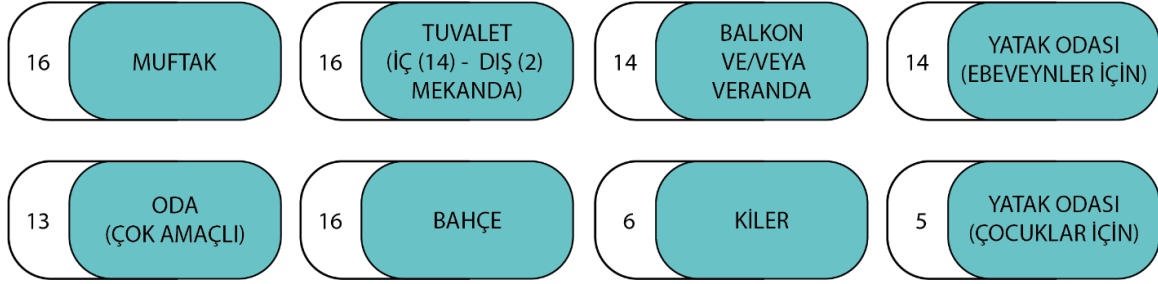 16 MUFTAK
16 TUVALET
(İÇ (14) - DIŞ (2)
MEKANDA)
14 BALKON
VE/VEYA
VERANDA
14 YATAK ODASI
(EBEVEYNLER İÇİN)
13 ODA
(ÇOK AMAÇLI)
16 BAHÇE
6 KİLER
5 YATAK ODASI
(ÇOCUKLAR İÇİN)